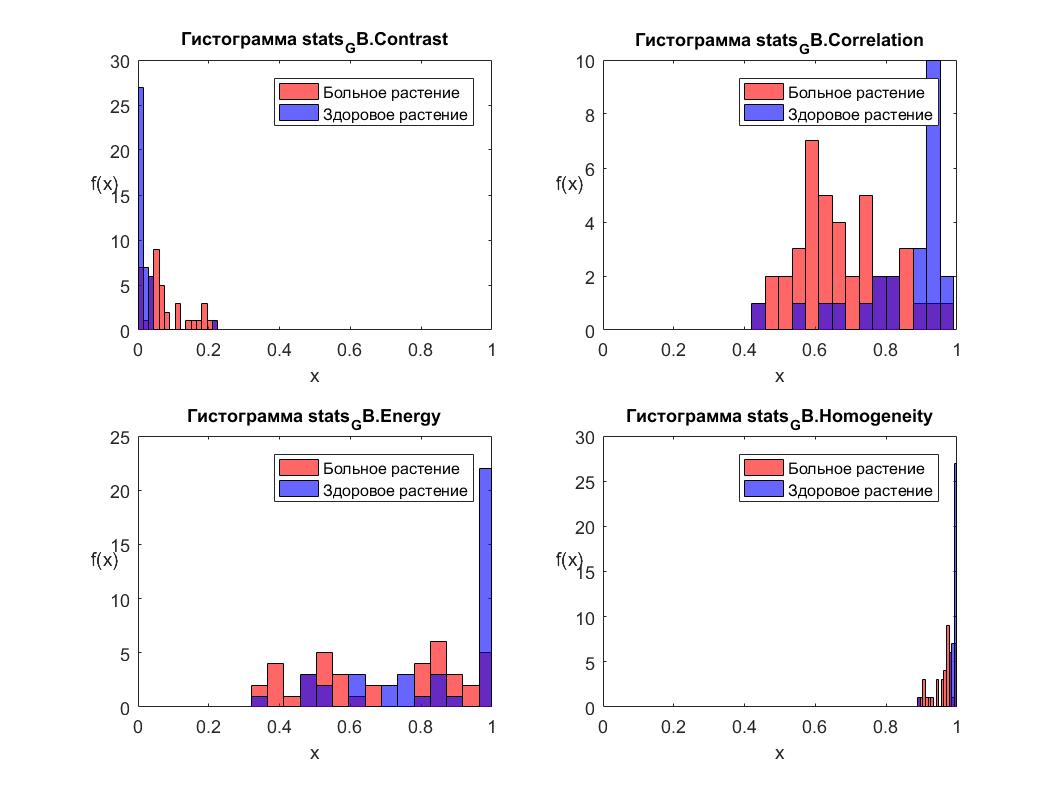 Гистограмма stats_GB.Contrast
30
25
20
15
10
5
0
f(x)
Больное растение
Здоровое растение
0 0.2 0.4 0.6 0.8 1
x
Гистограмма stats_GB.Correlation
10
8
6
4
2
0
f(x)
Больное растение
Здоровое растение
0 0.2 0.4 0.6 0.8 1
x
Гистограмма stats_GB.Energy
25
20
15
10
5
0
f(x)
Больное растение
Здоровое растение
0 0.2 0.4 0.6 0.8 1
x
Гистограмма stats_GB.Homogeneity
30
25
20
15
10
5
0
f(x)
Больное растение
Здоровое растение
0 0.2 0.4 0.6 0.8 1
x